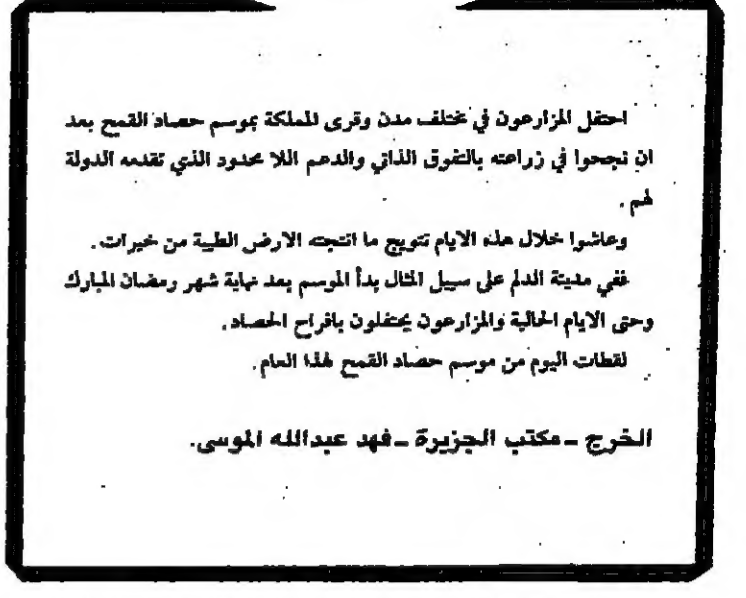 احتفل المزارعون في مختلف مدن وقرى المملكة بموسم حصاد القمح بعد
ان نجحوا في زراعته بالتفوق الذاتي والدعم اللا محدود الذي تقدمه الدولة
لهم .
وعاشوا خلال هذه الايام تتويج ما انتجته الارض الطيبة من خيرات .
ففي مدينة الدلم على سبيل المثال بدأ الموسم بعد نهاية شهر رمضان المبارك
وحتى الايام الحالية والمزارعون يحتفلون بافراح الحصاد .
لقطات اليوم من موسم حصاد القمح لهذا العام .
الخرج ــ مكتب الجزيرة ــ فهد عبدالله الموسى.